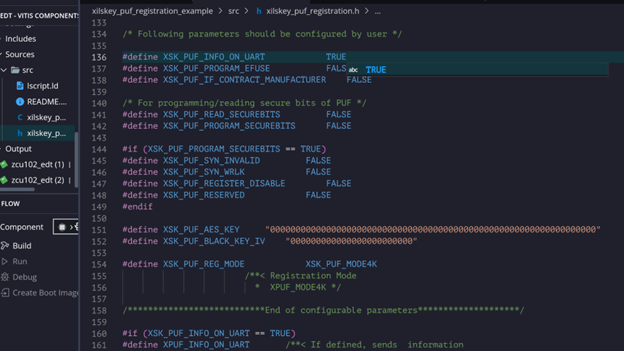 EDT - VITIS COMPONENTS
Settings
Includes
Sources
src
lscript.ld
README....
xilskey_p...
xilskey_p...
Output
zcu102_edt (1)
zcu102_edt (2)
FLOW
Component
Build
Run
Debug
Create Boot Image
xilskey_puf_registration_example > src > h xilskey_puf_registration.h > ...
133
134 /* Following parameters should be configured by user */
135
136 #define XSK_PUF_INFO_ON_UART TRUE
137 #define XSK_PUF_PROGRAM_EFUSE FALS abc TRUE
138 #define XSK_PUF_IF_CONTRACT_MANUFACTURER FALSE
139
140 /* For programming/reading secure bits of PUF */
141 #define XSK_PUF_READ_SECUREBITS FALSE
142 #define XSK_PUF_PROGRAM_SECUREBITS FALSE
143
144 #if (XSK_PUF_PROGRAM_SECUREBITS == TRUE)
145 #define XSK_PUF_SYN_INVALID FALSE
146 #define XSK_PUF_SYN_WRLK FALSE
147 #define XSK_PUF_REGISTER_DISABLE FALSE
148 #define XSK_PUF_RESERVED FALSE
149 #endif
150
151 #define XSK_PUF_AES_KEY "0000000000000000000000000000000000000000000000000000000000000000"
152 #define XSK_PUF_BLACK_KEY_IV "000000000000000000000000"
153
154 #define XSK_PUF_REG_MODE XSK_PUF_MODE4K
155 /**< Registration Mode
156 * XPUF_MODE4K */
157
158 /***************************End of configurable parameters********************/
159
160 #if (XSK_PUF_INFO_ON_UART == TRUE)
161 #define XPUF_INFO_ON_UART /**< If defined, sends information